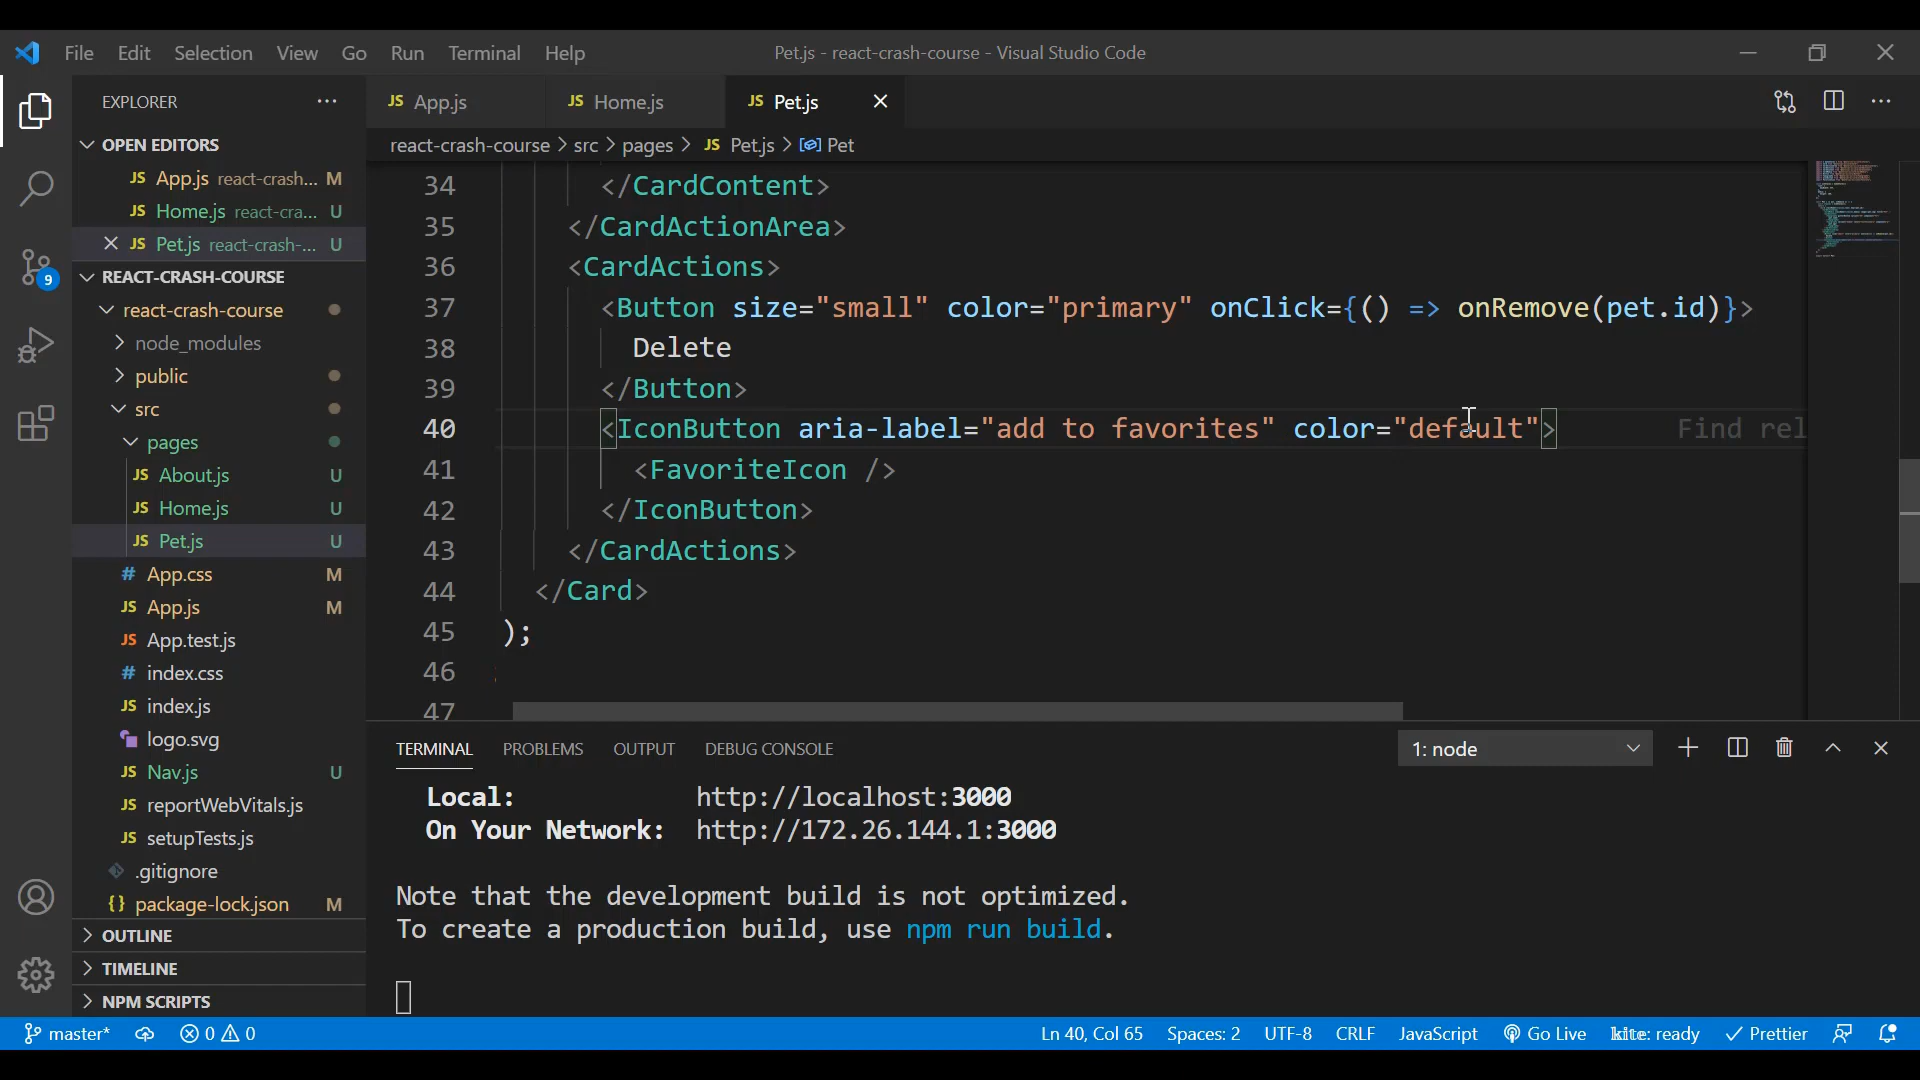 File Edit Selection View Go Run Terminal Help
Pet.js - react-crash-course - Visual Studio Code
EXPLORER
OPEN EDITORS
JS App.js react-crash... M
JS Home.js react-cra... U
JS Pet.js react-crash-... U
REACT-CRASH-COURSE
react-crash-course
node_modules
public
src
pages
JS About.js U
JS Home.js U
JS Pet.js U
# App.css M
JS App.js M
JS App.test.js
# index.css
JS index.js
logo.svg
JS Nav.js U
JS reportWebVitals.js
JS setupTests.js
.gitignore
{} package-lock.json M
OUTLINE
TIMELINE
NPM SCRIPTS
9
JS App.js
JS Home.js
JS Pet.js
react-crash-course > src > pages > JS Pet.js > Pet
34 </CardContent>
35 </CardActionArea>
36 <CardActions>
37 <Button size="small" color="primary" onClick={() => onRemove(pet.id)}>
38 Delete
39 </Button>
40 <IconButton aria-label="add to favorites" color="default"> Find rel
41 <FavoriteIcon />
42 </IconButton>
43 </CardActions>
44 </Card>
45 );
46
47
TERMINAL PROBLEMS OUTPUT DEBUG CONSOLE
1: node
Local: http://localhost:3000
On Your Network: http://172.26.144.1:3000
Note that the development build is not optimized.
To create a production build, use npm run build.
master* 0 0
Ln 40, Col 65 Spaces: 2 UTF-8 CRLF JavaScript Go Live kite: ready Prettier